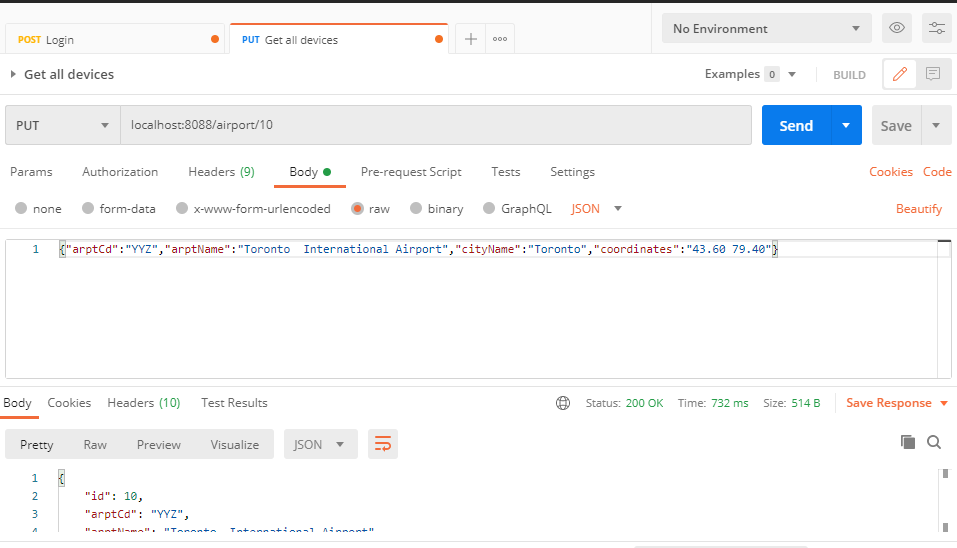 POST Login
PUT Get all devices
No Environment
Get all devices
Examples 0
BUILD
PUT
localhost:8088/airport/10
Send
Save
Params Authorization Headers (9) Body Pre-request Script Tests Settings
Cookies Code
none form-data x-www-form-urlencoded raw binary GraphQL JSON
Beautify
1 {"arptCd":"YYZ","arptName":"Toronto  International Airport","cityName":"Toronto","coordinates":"43.60 79.40"}
Body Cookies Headers (10) Test Results
Status: 200 OK Time: 732 ms Size: 514 B
Save Response
Pretty Raw Preview Visualize JSON
1 {
2 "id": 10,
3 "arptCd": "YYZ",
4 "arptName": "Toronto  International Airport"